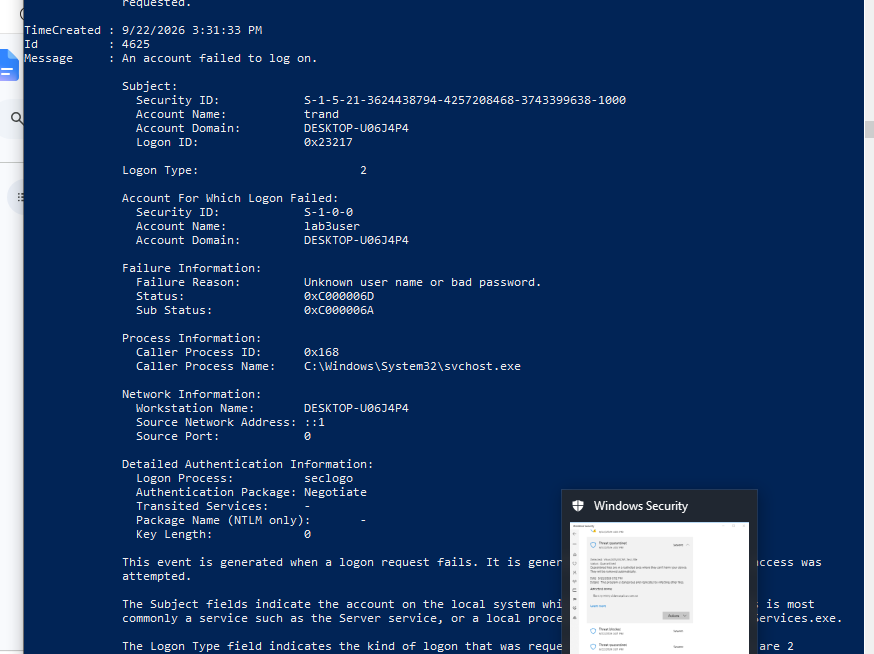 requested.
TimeCreated : 9/22/2026 3:31:33 PM
Id          : 4625
Message     : An account failed to log on.
Subject:
Security ID: S-1-5-21-3624438794-4257208468-3743399638-1000
Account Name: trand
Account Domain: DESKTOP-U06J4P4
Logon ID: 0x23217
Logon Type: 2
Account For Which Logon Failed:
Security ID: S-1-0-0
Account Name: lab3user
Account Domain: DESKTOP-U06J4P4
Failure Information:
Failure Reason: Unknown user name or bad password.
Status: 0xC000006D
Sub Status: 0xC000006A
Process Information:
Caller Process ID: 0x168
Caller Process Name: C:\Windows\System32\svchost.exe
Network Information:
Workstation Name: DESKTOP-U06J4P4
Source Network Address: ::1
Source Port: 0
Detailed Authentication Information:
Logon Process: seclogo
Authentication Package: Negotiate
Transited Services: -
Package Name (NTLM only): -
Key Length: 0
This event is generated when a logon request fails. It is gener ccess was
attempted.
The Subject fields indicate the account on the local system whi s is most
commonly a service such as the Server service, or a local proce ervices.exe.
The Logon Type field indicates the kind of logon that was reque are 2
Windows Security